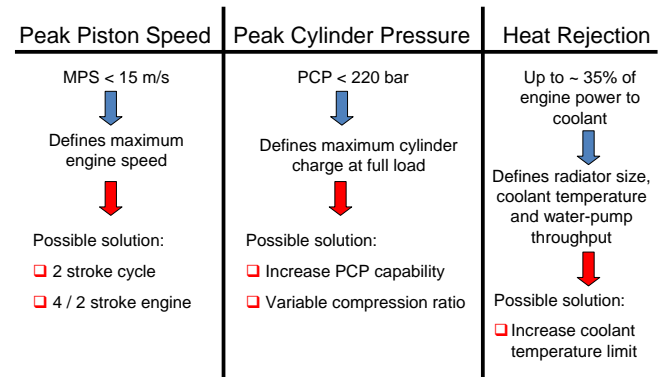 Peak Piston Speed
MPS < 15 m/s
Defines maximum
engine speed
Possible solution:
2 stroke cycle
4 / 2 stroke engine
Peak Cylinder Pressure
PCP < 220 bar
Defines maximum cylinder
charge at full load
Possible solution:
Increase PCP capability
Variable compression ratio
Heat Rejection
Up to ~ 35% of
engine power to
coolant
Defines radiator size,
coolant temperature
and water-pump
throughput
Possible solution:
Increase coolant
temperature limit